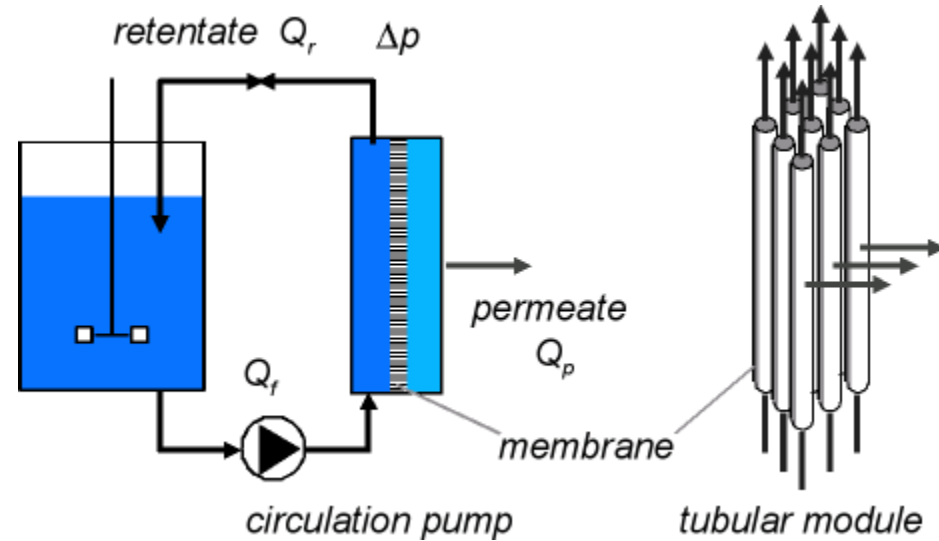 retentate Qr
Δp
permeate
Qp
Qf
membrane
circulation pump
tubular module